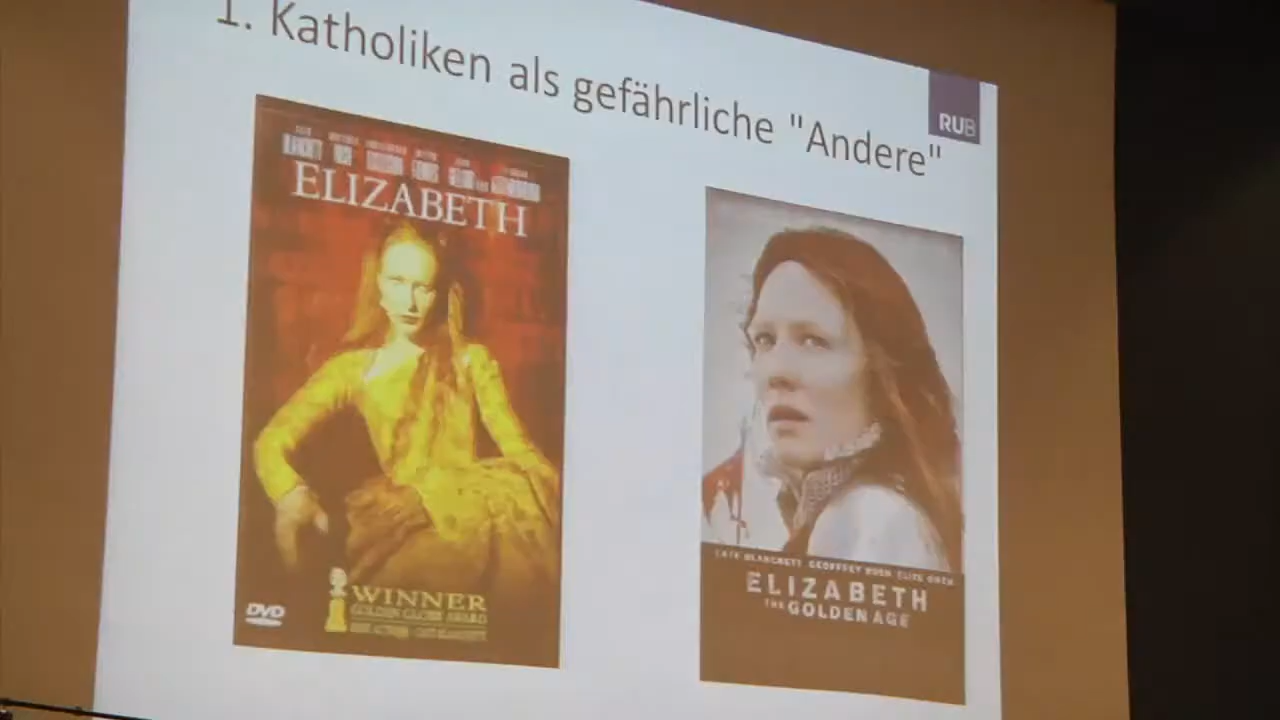 1. Katholiken als gefährliche "Andere"
RUB
ELIZABETH
DVD
WINNER
GOLDEN GLOBE AWARD
CATE BLANCHETT GEOFFREY RUSH CLIVE OWEN
ELIZABETH
THE GOLDEN AGE